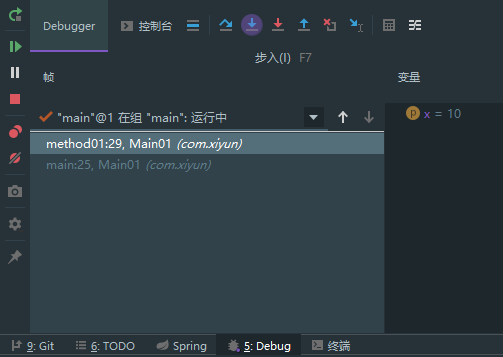 Debugger
控制台
步入(I) F7
帧
变量
"main"@1 在组 "main": 运行中
method01:29, Main01 (com.xiyun)
main:25, Main01 (com.xiyun)
p x = 10
9: Git 6: TODO Spring 5: Debug 终端